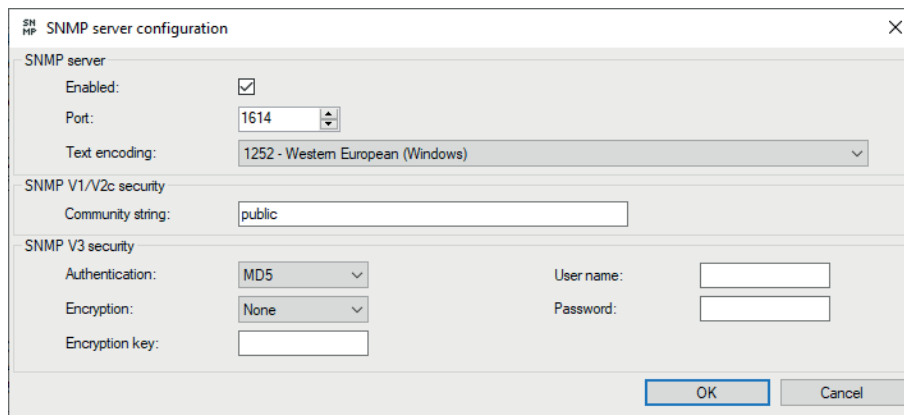 SN
MP
SNMP server configuration
SNMP server
Enabled:
Port: 1614
Text encoding: 1252 - Western European (Windows)
SNMP V1/V2c security
Community string: public
SNMP V3 security
Authentication: MD5 User name:
Encryption: None Password:
Encryption key:
OK Cancel